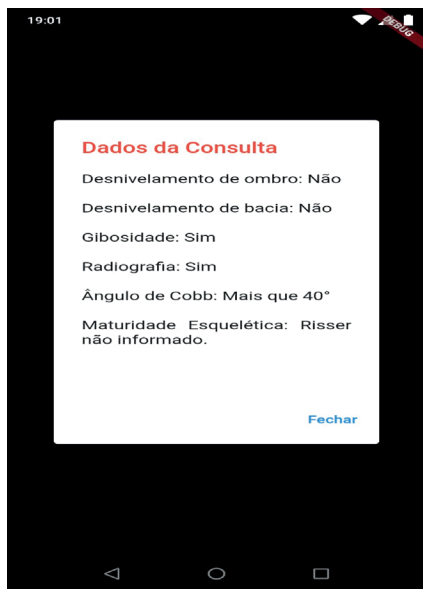 19:01
DEBUG
Dados da Consulta
Desnivelamento de ombro: Não
Desnivelamento de bacia: Não
Gibosidade: Sim
Radiografia: Sim
Ângulo de Cobb: Mais que 40°
Maturidade Esquelética: Risser
não informado.
Fechar